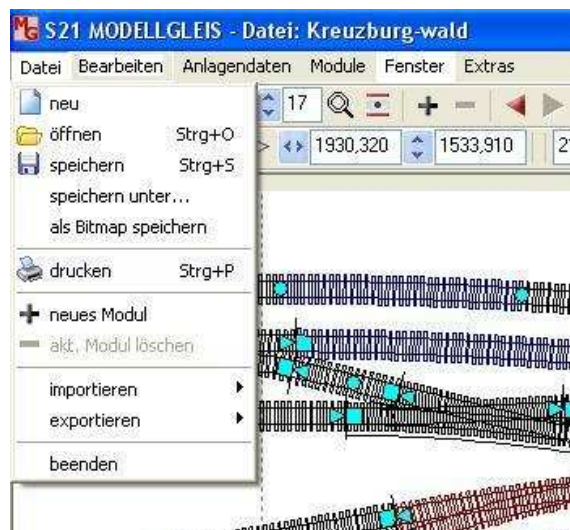 MG S21 MODELLGLEIS - Datei: Kreuzburg-wald
Datei Bearbeiten Anlagendaten Module Fenster Extras
neu
17
öffnen Strg+O
1930,320 1533,910
speichern Strg+S
speichern unter...
als Bitmap speichern
drucken Strg+P
neues Modul
akt. Modul löschen
importieren
exportieren
beenden